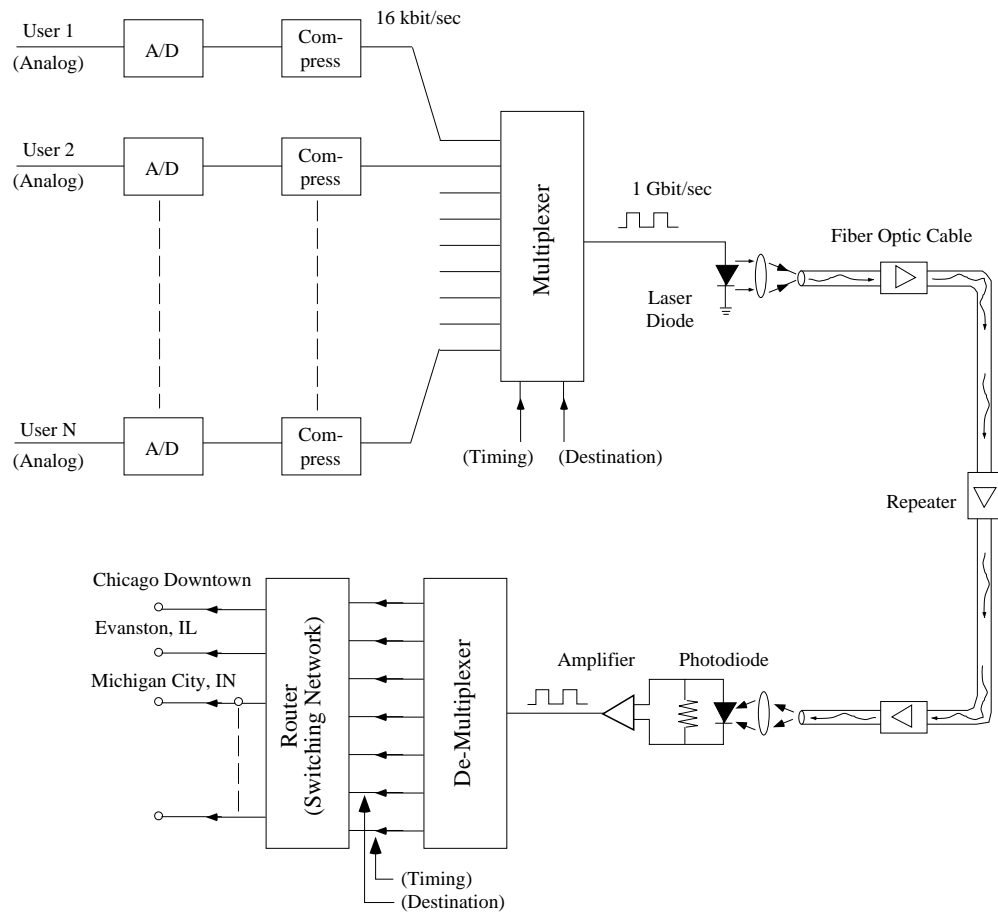 16 kbit/sec
User 1
(Analog)
A/D
Com-
press
User 2
(Analog)
A/D
Com-
press
Multiplexer
1 Gbit/sec
Fiber Optic Cable
Laser
Diode
User N
(Analog)
A/D
Com-
press
(Timing)
(Destination)
Repeater
Chicago Downtown
Evanston, IL
Michigan City, IN
Router
(Switching Network)
De-Multiplexer
Amplifier
Photodiode
(Timing)
(Destination)